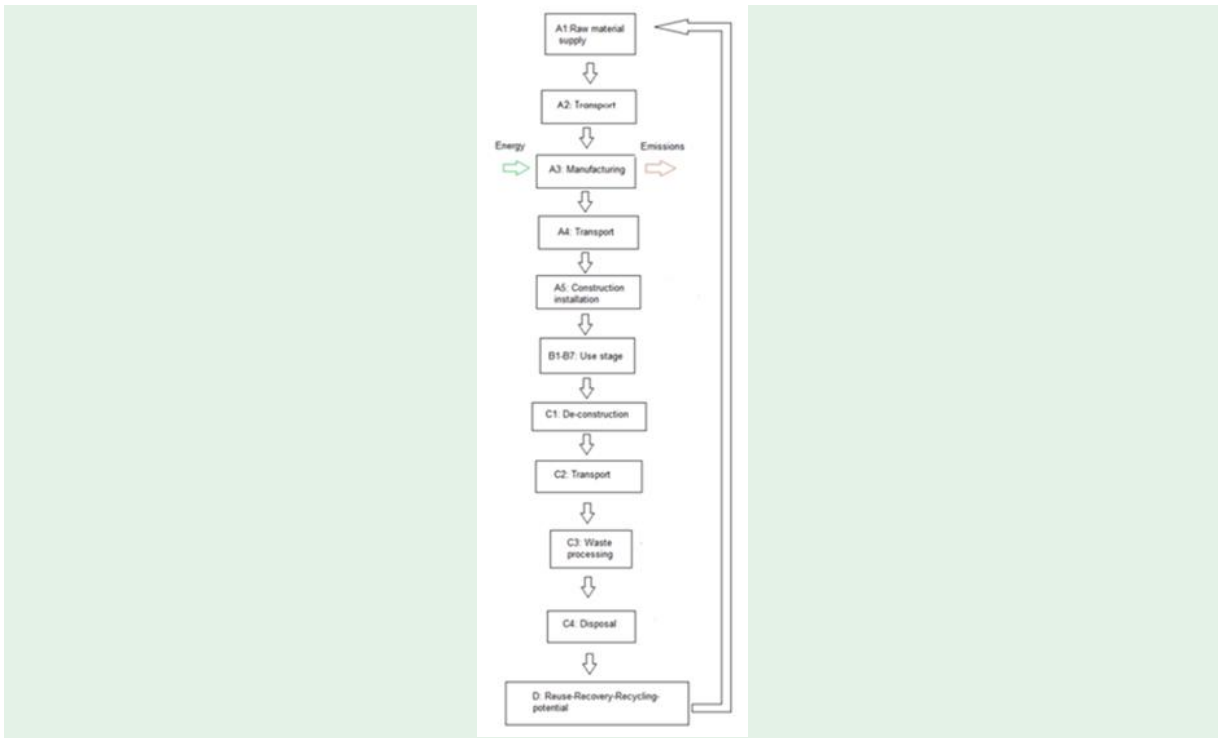 A1:Raw material
supply
A2: Transport
Energy
Emissions
A3: Manufacturing
A4: Transport
A5: Construction
installation
B1-B7: Use stage
C1: De-construction
C2: Transport
C3: Waste
processing
C4: Disposal
D: Reuse-Recovery-Recycling-
potential